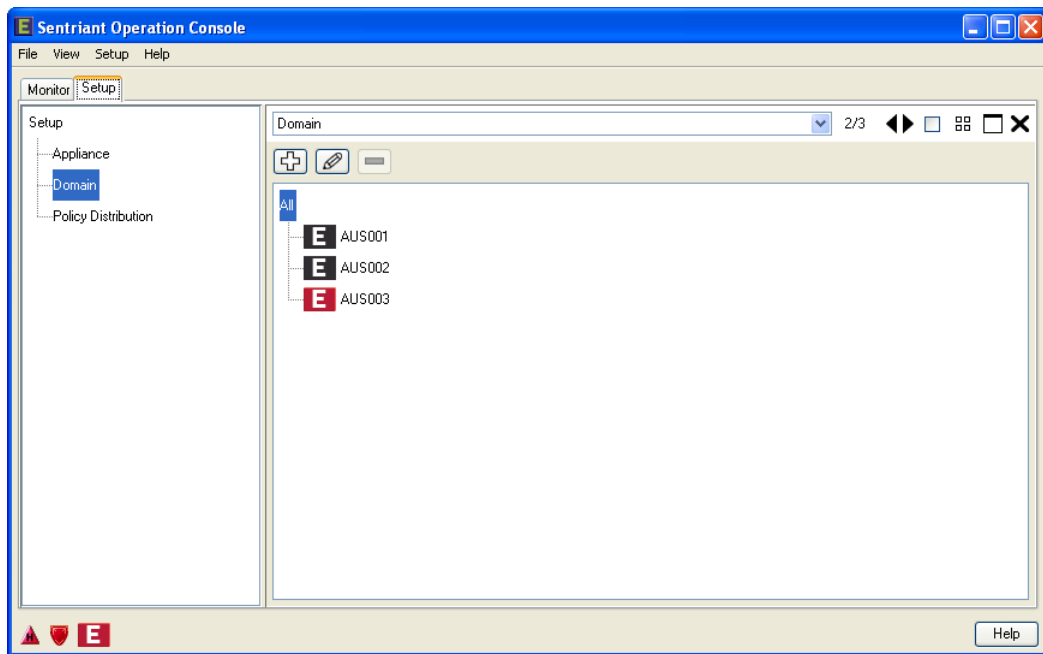 E Sentriant Operation Console
File View Setup Help
Monitor Setup
Setup
Appliance
Domain
Policy Distribution
Domain
2/3
All
E AUS001
E AUS002
E AUS003
H
E
Help